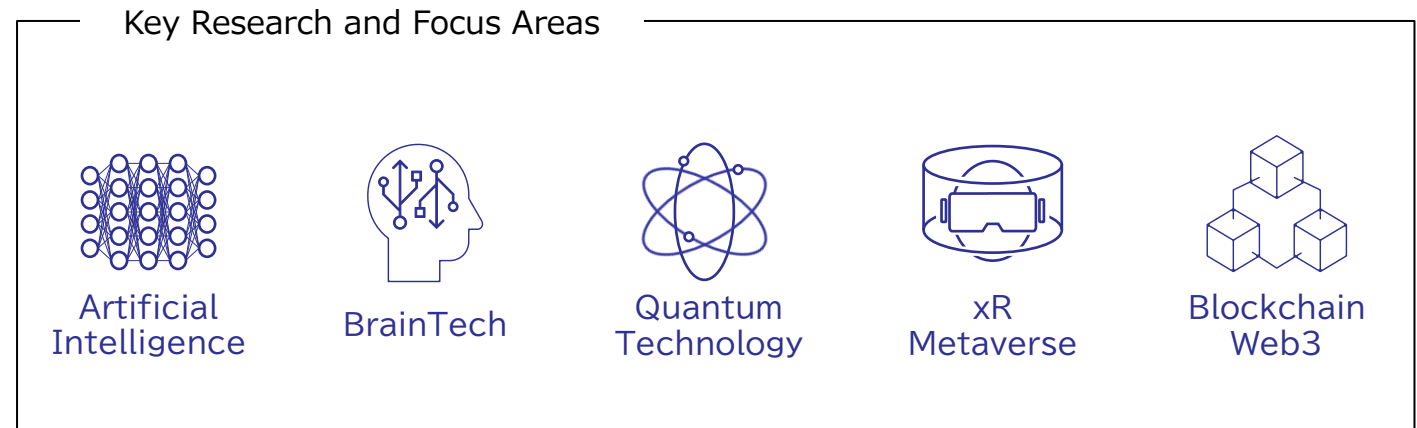 Key Research and Focus Areas
Artificial
Intelligence
BrainTech
Quantum
Technology
xR
Metaverse
Blockchain
Web3